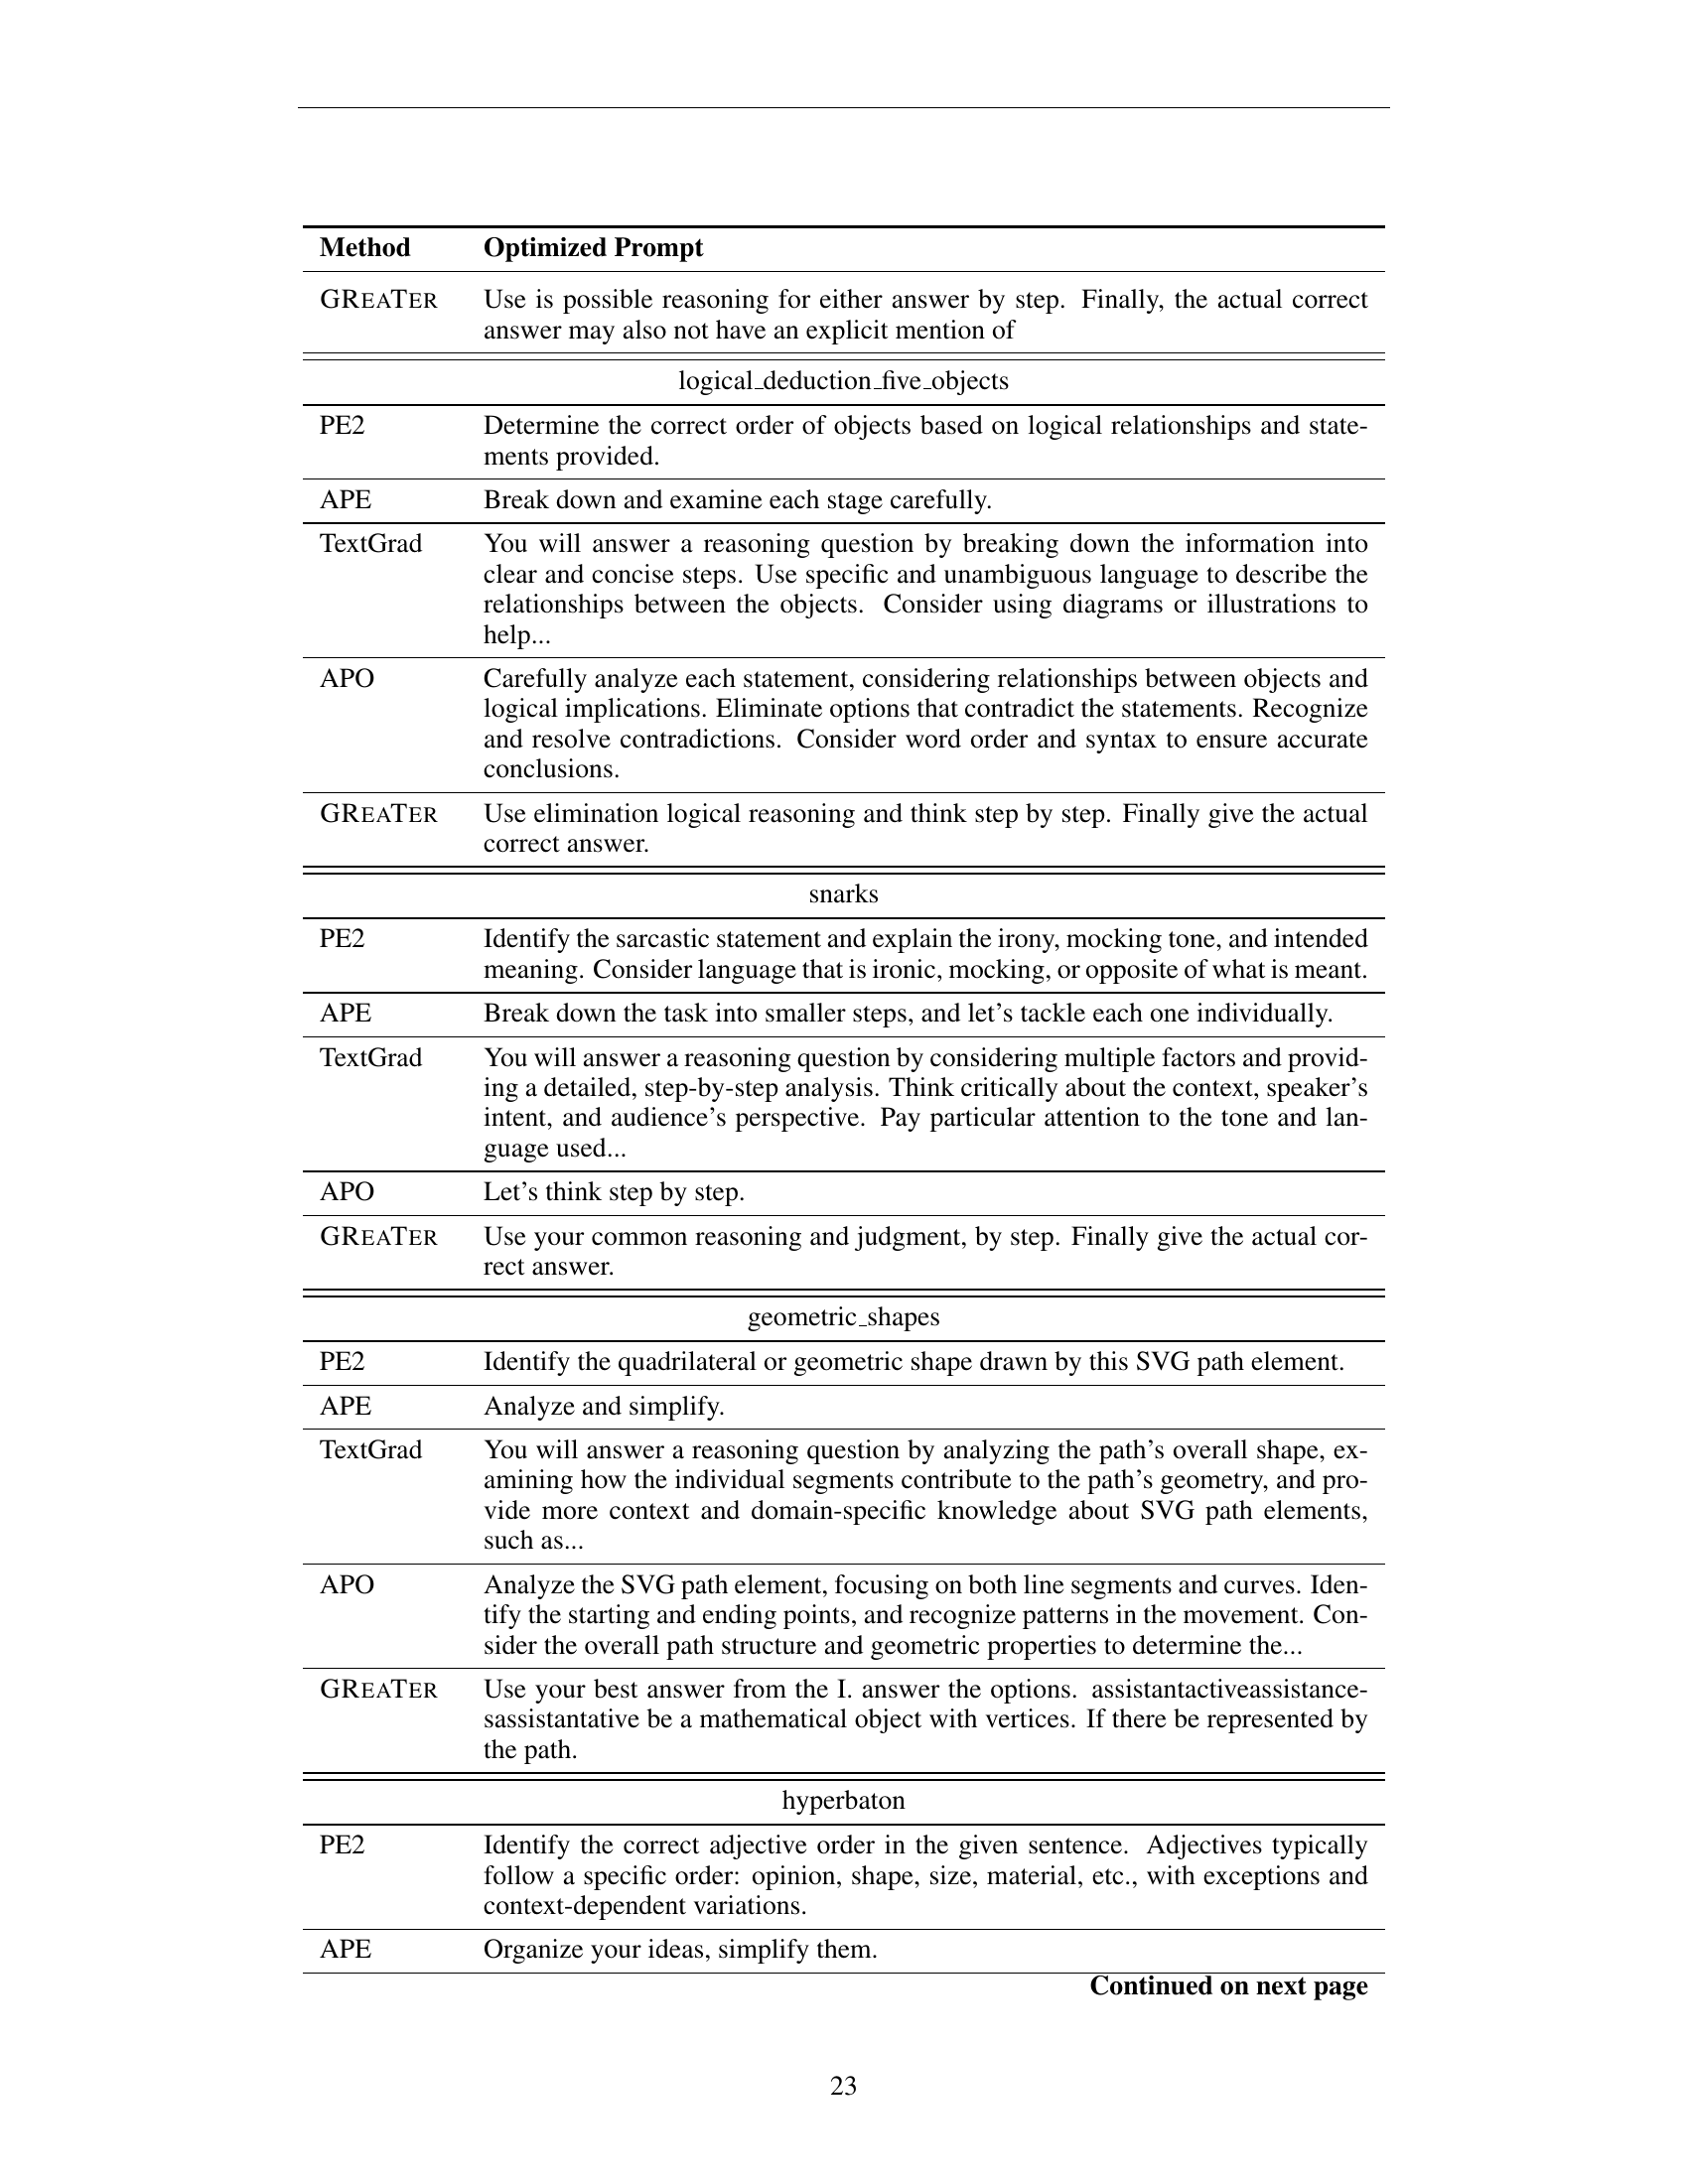 Method Optimized Prompt
GREATER Use is possible reasoning for either answer by step. Finally, the actual correct
answer may also not have an explicit mention of
logical_deduction_five_objects
PE2 Determine the correct order of objects based on logical relationships and state-
ments provided.
APE Break down and examine each stage carefully.
TextGrad You will answer a reasoning question by breaking down the information into
clear and concise steps. Use specific and unambiguous language to describe the
relationships between the objects. Consider using diagrams or illustrations to
help...
APO Carefully analyze each statement, considering relationships between objects and
logical implications. Eliminate options that contradict the statements. Recognize
and resolve contradictions. Consider word order and syntax to ensure accurate
conclusions.
GREATER Use elimination logical reasoning and think step by step. Finally give the actual
correct answer.
snarks
PE2 Identify the sarcastic statement and explain the irony, mocking tone, and intended
meaning. Consider language that is ironic, mocking, or opposite of what is meant.
APE Break down the task into smaller steps, and let's tackle each one individually.
TextGrad You will answer a reasoning question by considering multiple factors and provid-
ing a detailed, step-by-step analysis. Think critically about the context, speaker's
intent, and audience's perspective. Pay particular attention to the tone and lan-
guage used...
APO Let's think step by step.
GREATER Use your common reasoning and judgment, by step. Finally give the actual cor-
rect answer.
geometric_shapes
PE2 Identify the quadrilateral or geometric shape drawn by this SVG path element.
APE Analyze and simplify.
TextGrad You will answer a reasoning question by analyzing the path's overall shape, ex-
amining how the individual segments contribute to the path's geometry, and pro-
vide more context and domain-specific knowledge about SVG path elements,
such as...
APO Analyze the SVG path element, focusing on both line segments and curves. Iden-
tify the starting and ending points, and recognize patterns in the movement. Con-
sider the overall path structure and geometric properties to determine the...
GREATER Use your best answer from the I. answer the options. assistantactiveassistance-
sassistantative be a mathematical object with vertices. If there be represented by
the path.
hyperbaton
PE2 Identify the correct adjective order in the given sentence. Adjectives typically
follow a specific order: opinion, shape, size, material, etc., with exceptions and
context-dependent variations.
APE Organize your ideas, simplify them.
Continued on next page
23